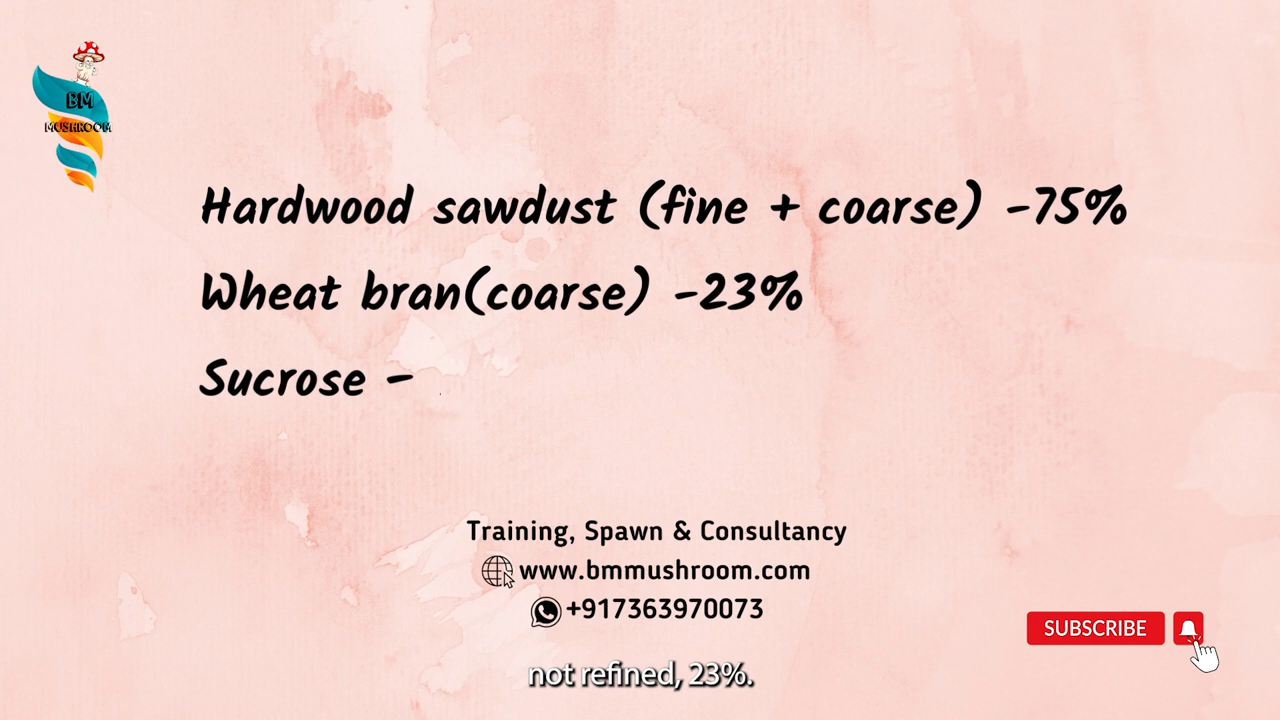 BM
MUSHROOM
Hardwood sawdust (fine + coarse) -75%
Wheat bran(coarse) -23%
Sucrose -
Training, Spawn & Consultancy
www.bmmushroom.com
+917363970073
SUBSCRIBE
not refined, 23%.